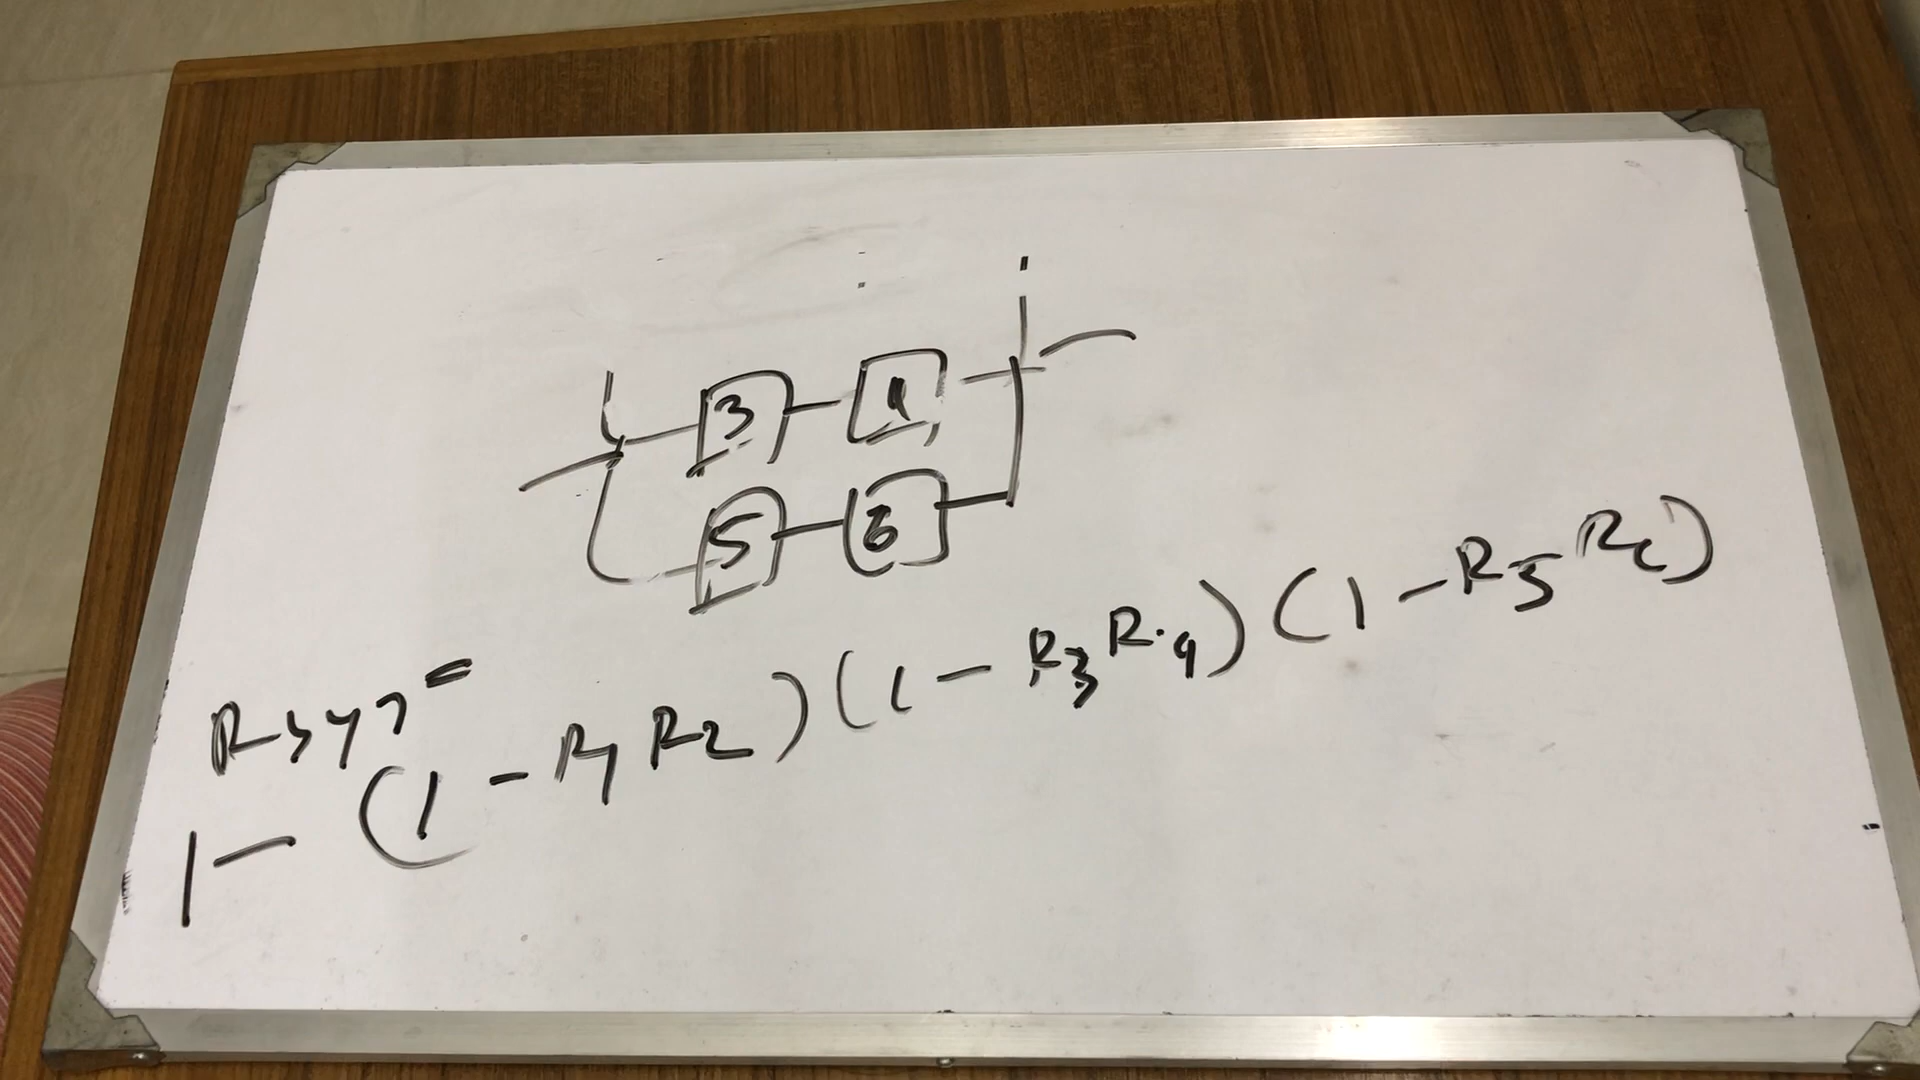 3 4
5 6
Rsys =
1 - (1 - R1 R2) (1 - R3 R4) (1 - R5 R6)